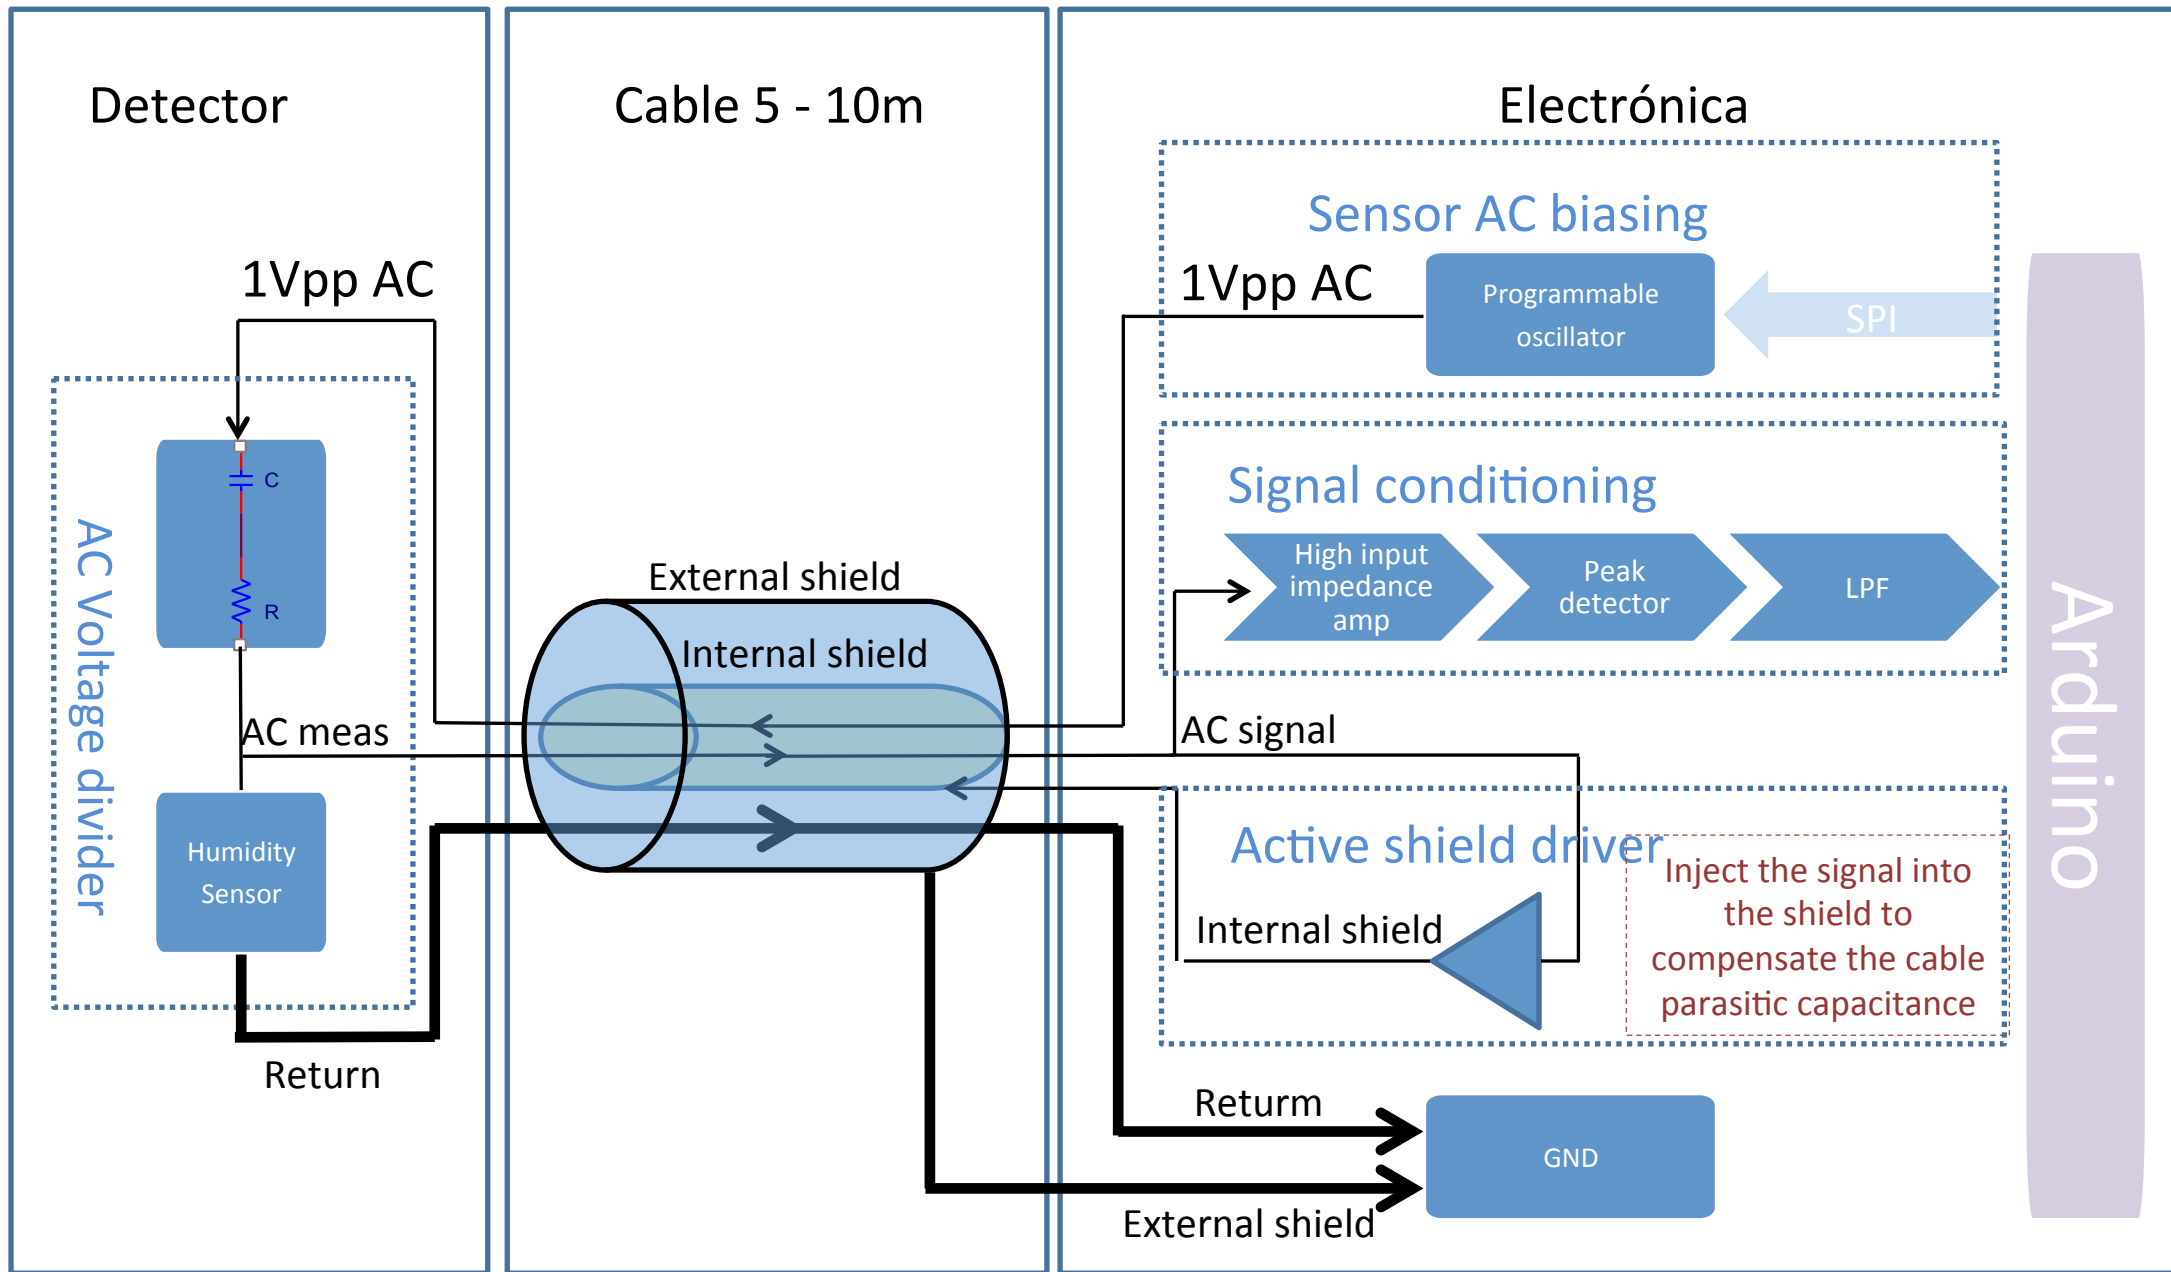 Detector
Cable 5 - 10m
Electrónica
Sensor AC biasing
1Vpp AC
1Vpp AC
Programmable
oscillator
SPI
C
R
AC Voltage divider
AC meas
Humidity
Sensor
Return
External shield
Internal shield
Signal conditioning
High input
impedance
amp
Peak
detector
LPF
AC signal
Active shield driver
Internal shield
Inject the signal into
the shield to
compensate the cable
parasitic capacitance
Returm
GND
External shield
Arduino